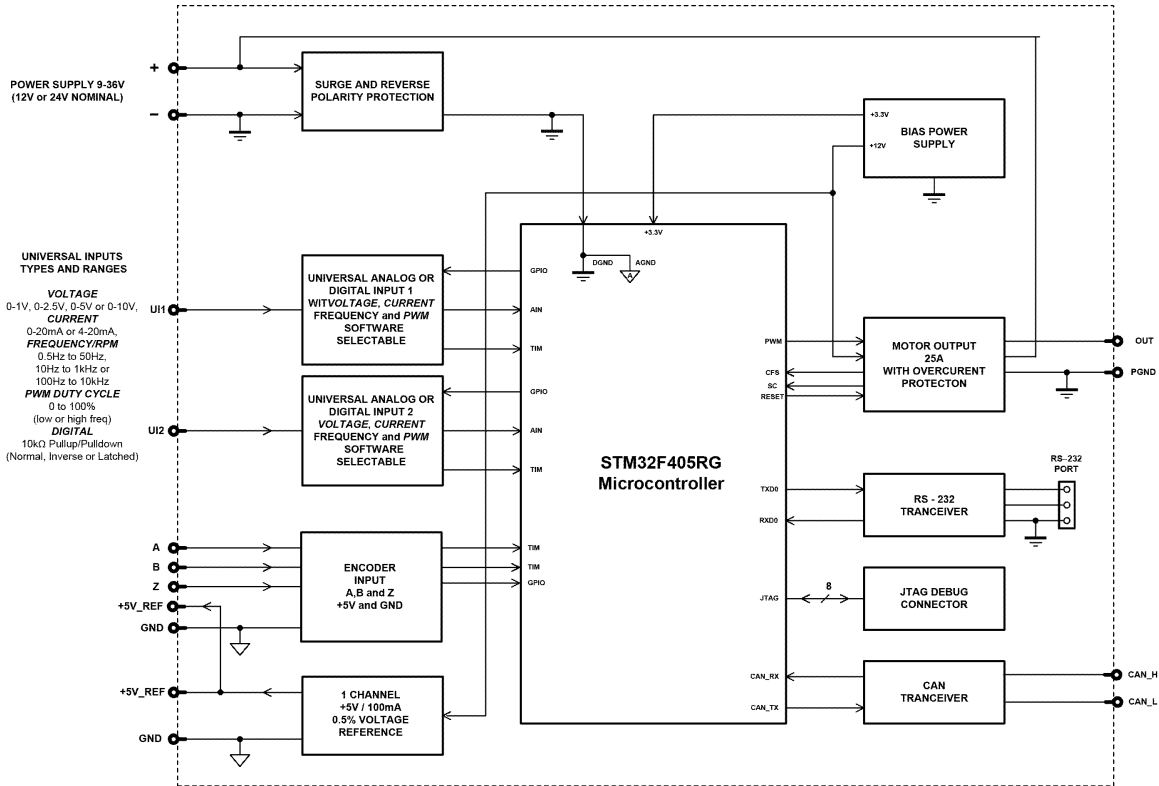 +
POWER SUPPLY 9-36V
(12V or 24V NOMINAL)
–
SURGE AND REVERSE
POLARITY PROTECTION
+3.3V
+12V
BIAS POWER
SUPPLY
UNIVERSAL INPUTS
TYPES AND RANGES
VOLTAGE
0-1V, 0-2.5V, 0-5V or 0-10V,
CURRENT
0-20mA or 4-20mA,
FREQUENCY/RPM
0.5Hz to 50Hz,
10Hz to 1kHz or
100Hz to 10kHz
PWM DUTY CYCLE
0 to 100%
(low or high freq)
DIGITAL
10kΩ Pullup/Pulldown
(Normal, Inverse or Latched)
UI1
UI2
UNIVERSAL ANALOG OR
DIGITAL INPUT 1
WITVOLTAGE, CURRENT
FREQUENCY and PWM
SOFTWARE
SELECTABLE
UNIVERSAL ANALOG OR
DIGITAL INPUT 2
VOLTAGE, CURRENT
FREQUENCY and PWM
SOFTWARE
SELECTABLE
+3.3V
DGND
AGND
A
GPIO
AIN
TIM
GPIO
AIN
TIM
STM32F405RG
Microcontroller
TIM
TIM
GPIO
PWM
CFS
SC
RESET
TXD0
RXD0
JTAG
CAN_RX
CAN_TX
MOTOR OUTPUT
25A
WITH OVERCURENT
PROTECTON
OUT
PGND
RS - 232
TRANCEIVER
RS–232
PORT
8
JTAG DEBUG
CONNECTOR
CAN
TRANCEIVER
CAN_H
CAN_L
A
B
Z
+5V_REF
GND
ENCODER
INPUT
A,B and Z
+5V and GND
+5V_REF
GND
1 CHANNEL
+5V / 100mA
0.5% VOLTAGE
REFERENCE